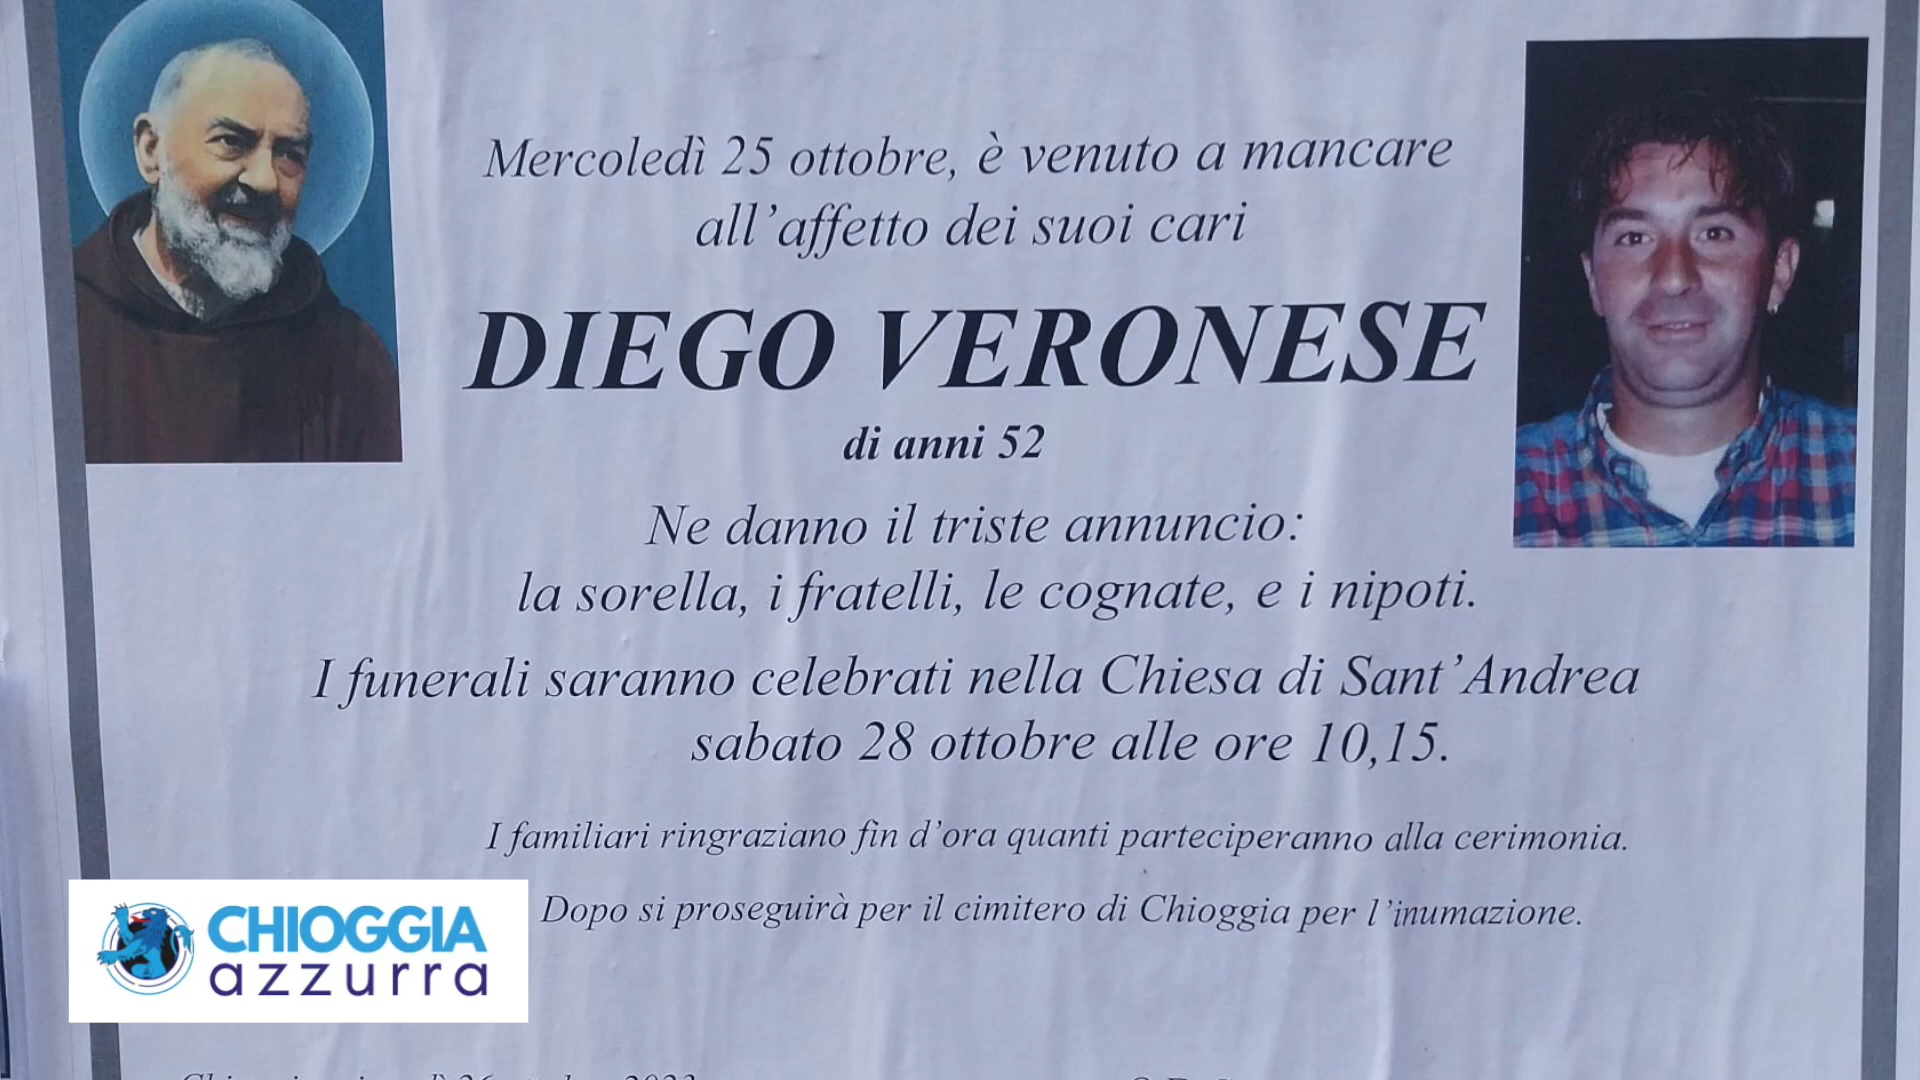 Mercoledì 25 ottobre, è venuto a mancare
all'affetto dei suoi cari
DIEGO VERONESE
di anni 52
Ne danno il triste annuncio:
la sorella, i fratelli, le cognate, e i nipoti.
I funerali saranno celebrati nella Chiesa di Sant'Andrea
sabato 28 ottobre alle ore 10,15.
I familiari ringraziano fin d'ora quanti parteciperanno alla cerimonia.
Dopo si proseguirà per il cimitero di Chioggia per l'inumazione.
CHIOGGIA
azzurra